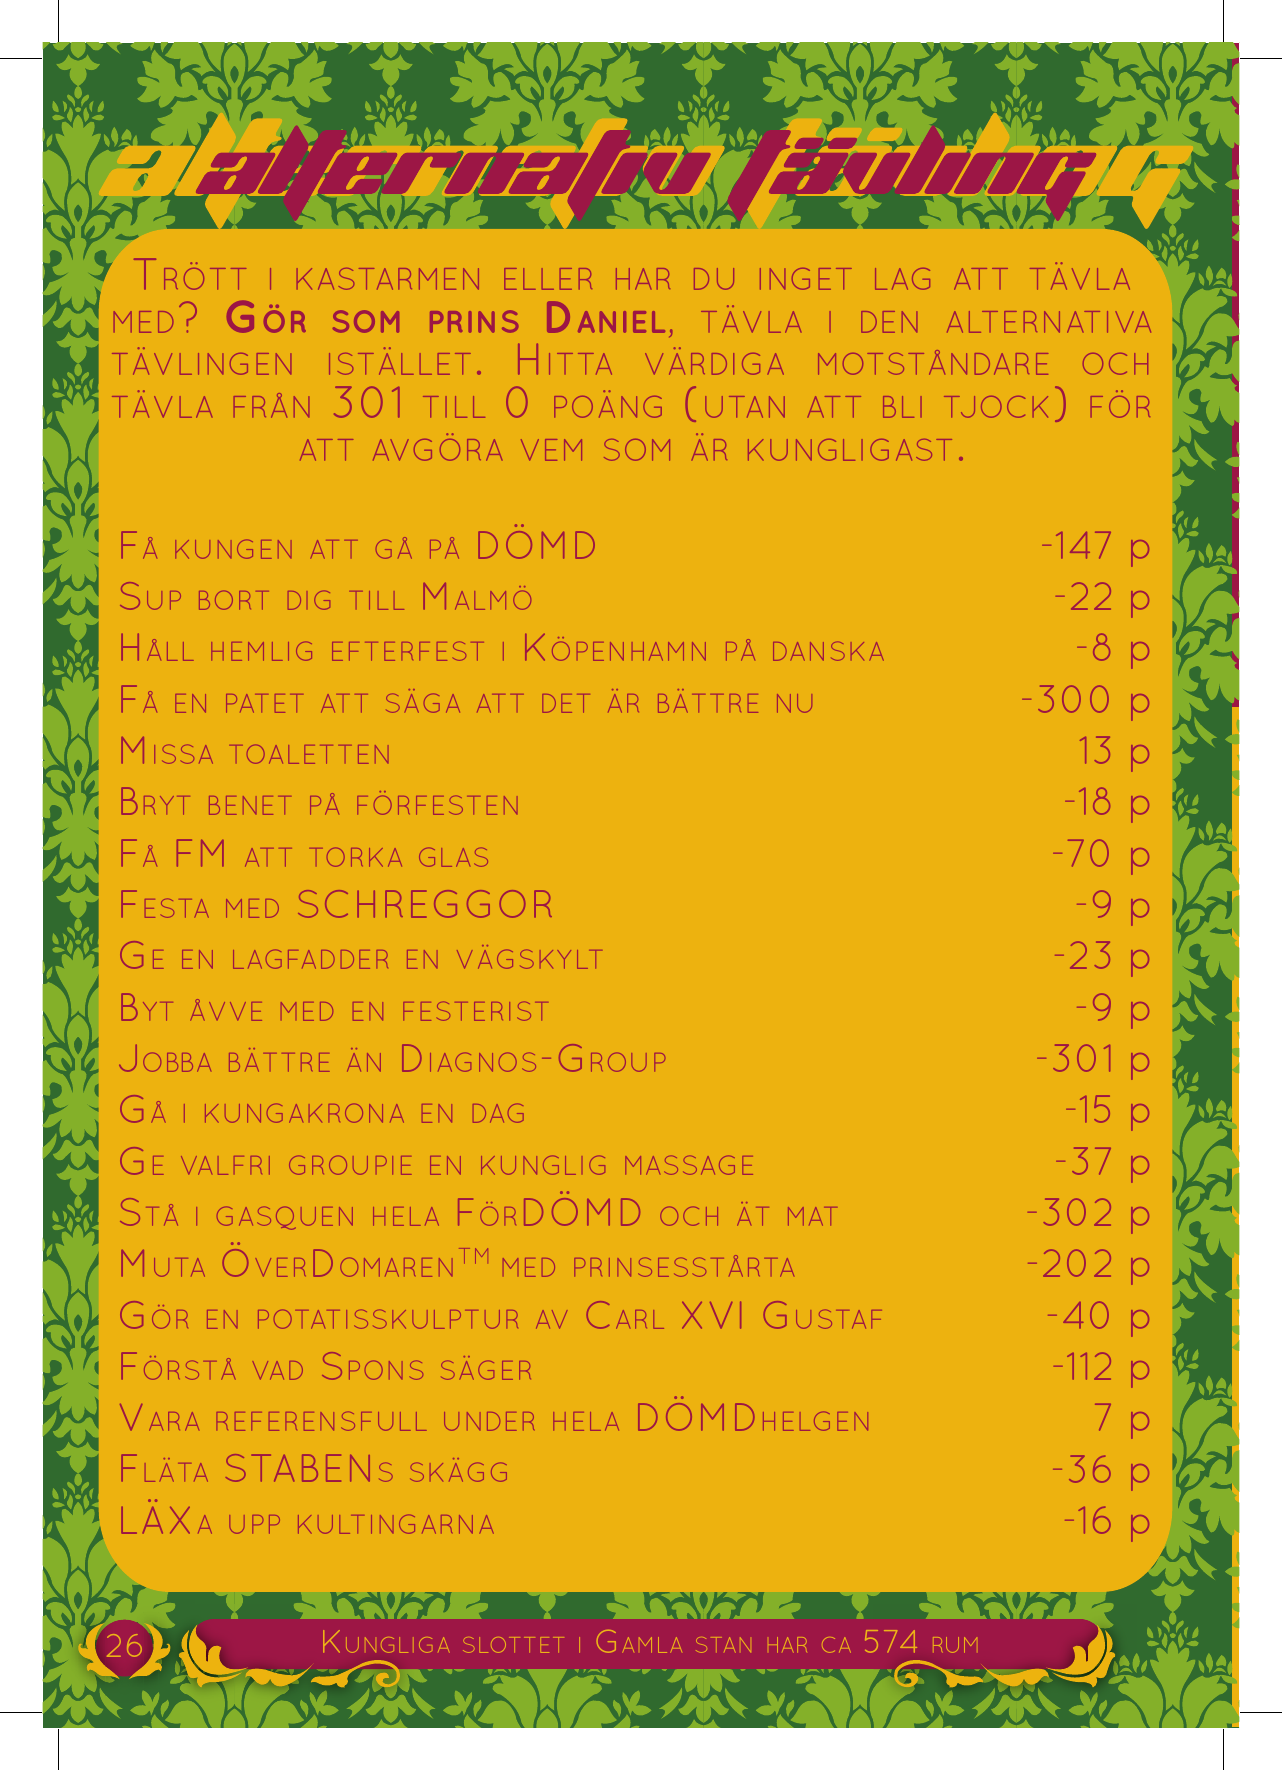 alternativ tävling
Trött i kastarmen eller har du inget lag att tävla
med? Gör som prins Daniel, tävla i den alternativa
tävlingen istället. Hitta värdiga motståndare och
tävla från 301 till 0 poäng (utan att bli tjock) för
att avgöra vem som är kungligast.
Få kungen att gå på DÖMD -147 p
Sup bort dig till Malmö -22 p
Håll hemlig efterfest i Köpenhamn på danska -8 p
Få en patet att säga att det är bättre nu -300 p
Missa toaletten 13 p
Bryt benet på förfesten -18 p
Få FM att torka glas -70 p
Festa med SCHREGGOR -9 p
Ge en lagfadder en vägskylt -23 p
Byt åvve med en festerist -9 p
Jobba bättre än Diagnos-Group -301 p
Gå i kungakrona en dag -15 p
Ge valfri groupie en kunglig massage -37 p
Stå i gasquen hela FörDÖMD och ät mat -302 p
Muta ÖverDomaren™ med prinsesstårta -202 p
Gör en potatisskulptur av Carl XVI Gustaf -40 p
Förstå vad Spons säger -112 p
Vara referensfull under hela DÖMDhelgen 7 p
Fläta STABENs skägg -36 p
LÄXa upp kultingarna -16 p
26 Kungliga slottet i Gamla stan har ca 574 rum